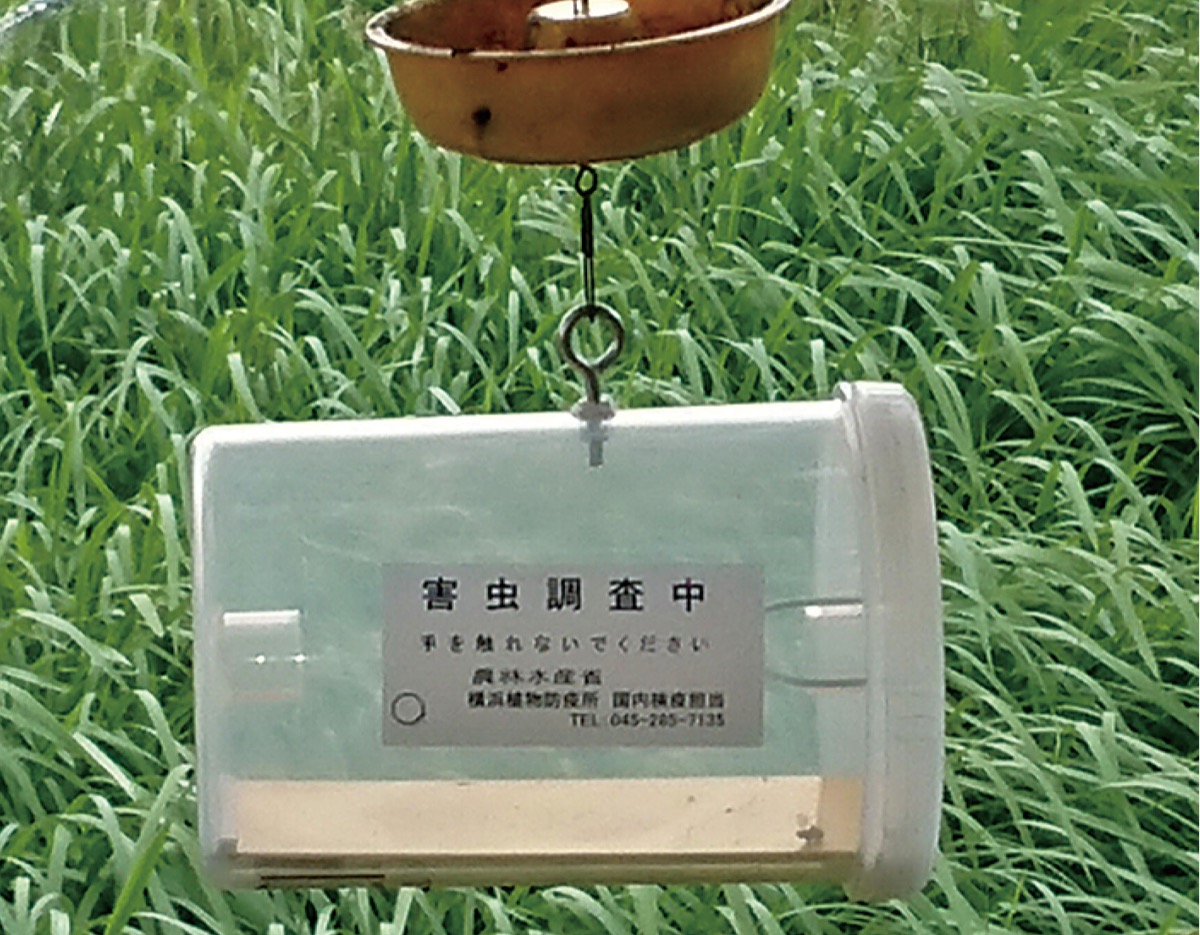 害虫調査中
手を触れないでください
農林水産省
横浜植物防疫所 国内検疫担当
TEL 045-285-7135